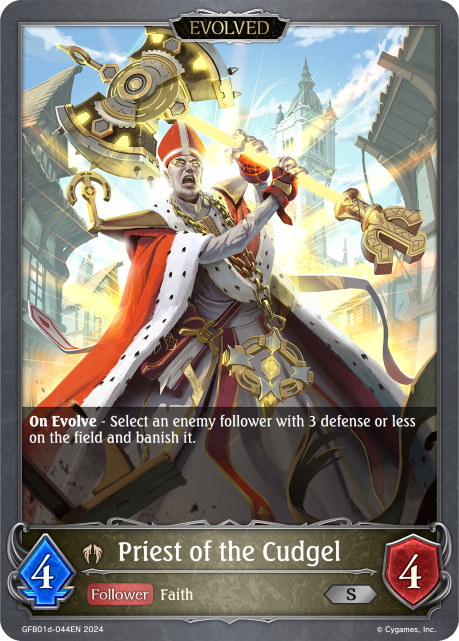 EVOLVED
On Evolve - Select an enemy follower with 3 defense or less
on the field and banish it.
Priest of the Cudgel
4
4
Follower Faith
S
GFB01d-044EN 2024
© Cygames, Inc.